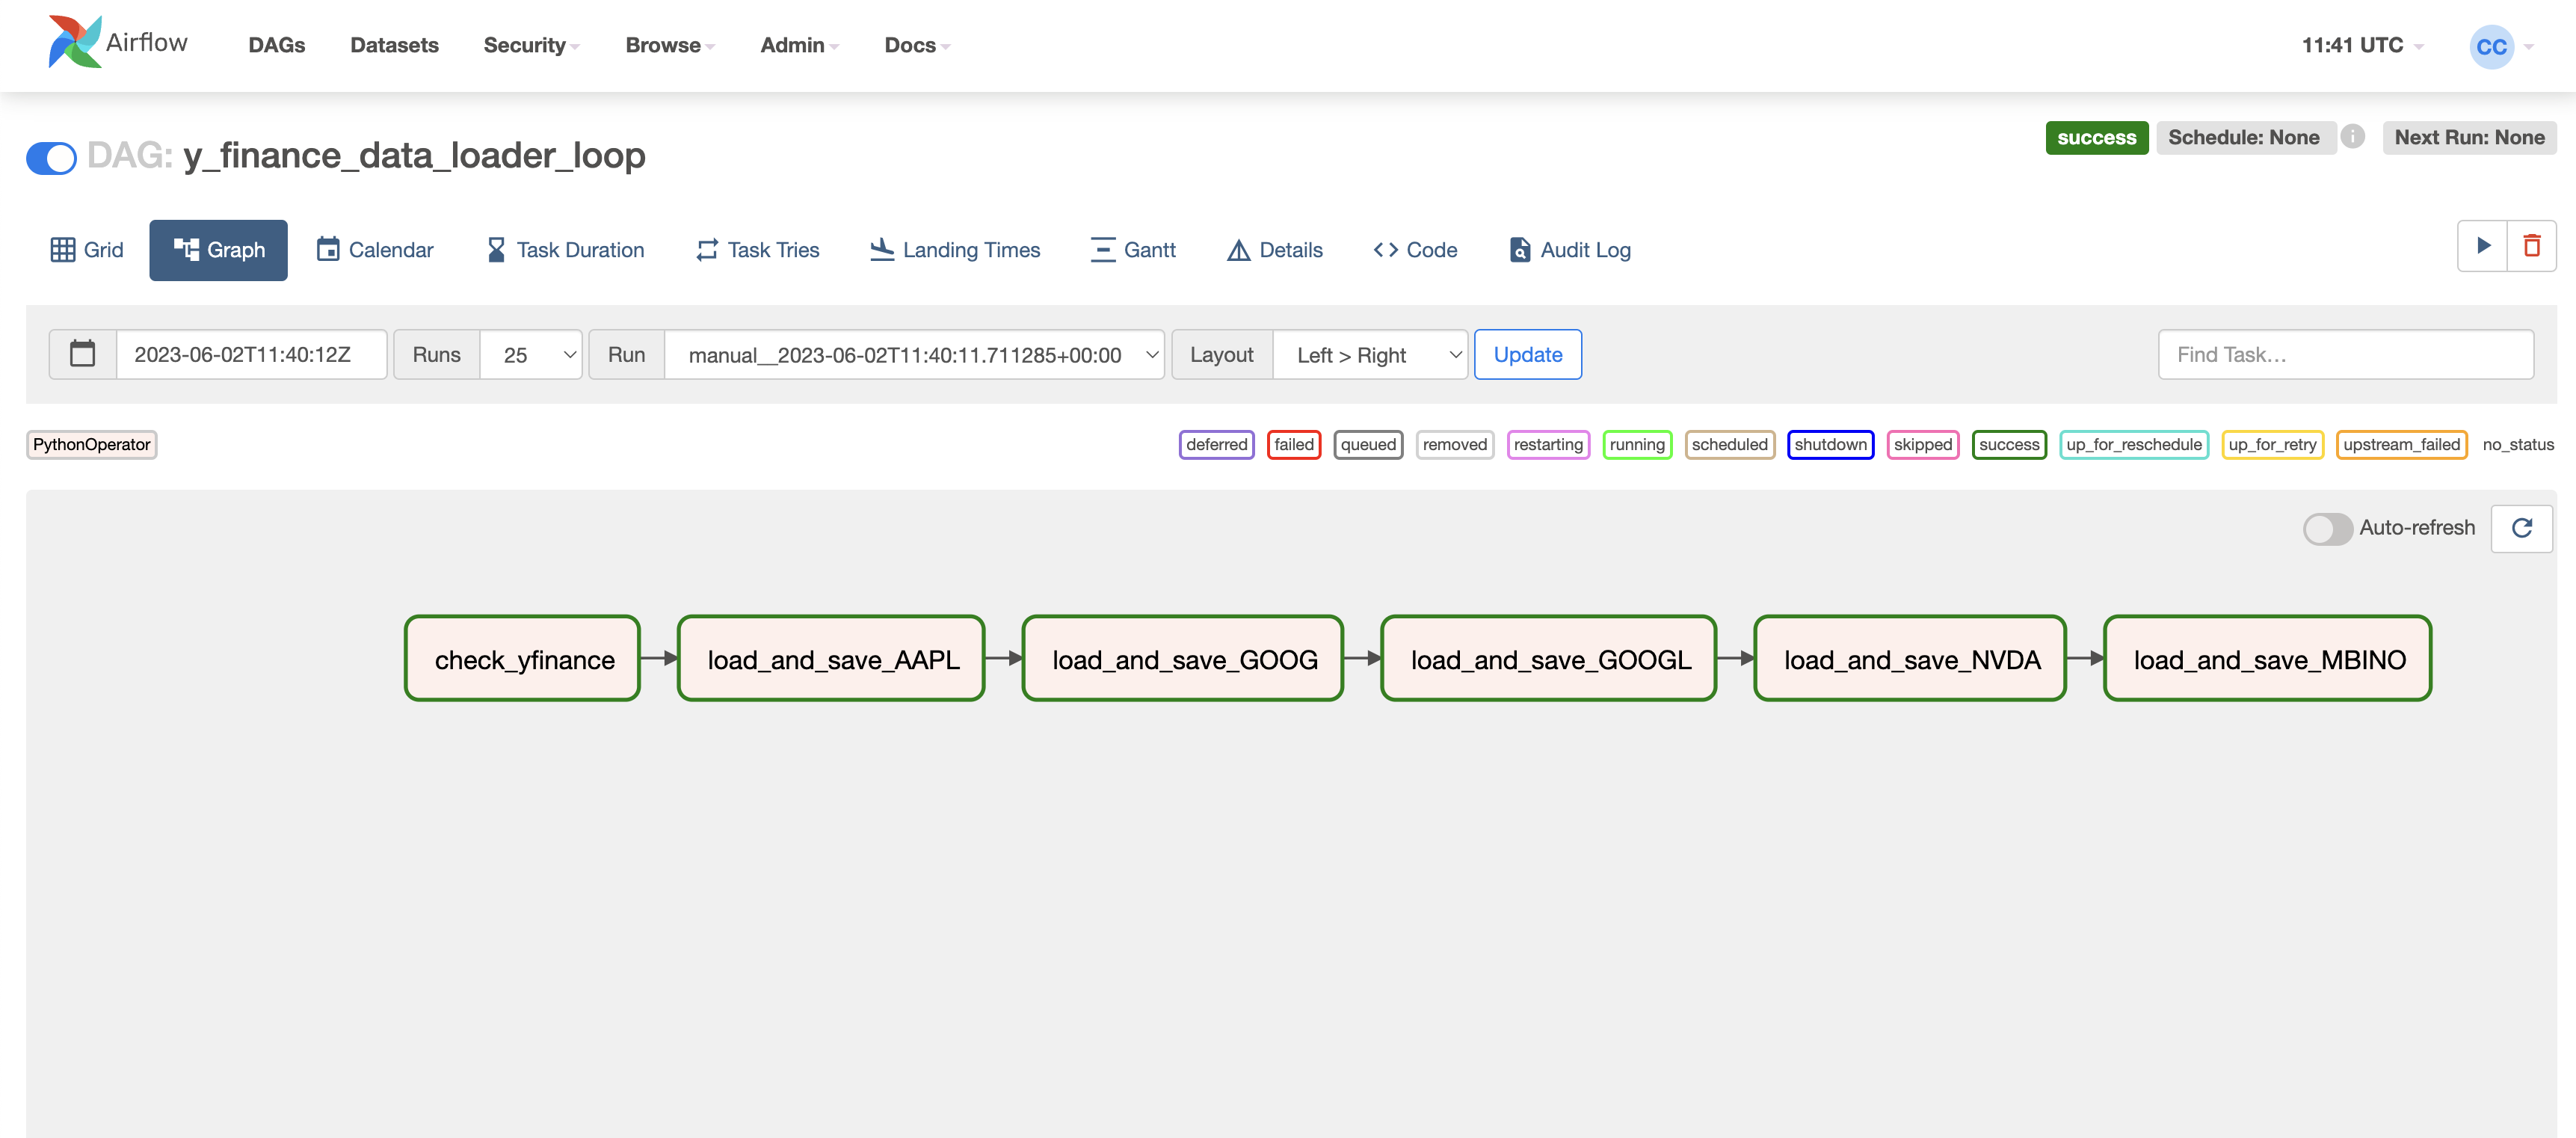 Airflow DAGs Datasets Security Browse Admin Docs 11:41 UTC CC
DAG: y_finance_data_loader_loop success Schedule: None i Next Run: None
Grid Graph Calendar Task Duration Task Tries Landing Times Gantt Details Code Audit Log
2023-06-02T11:40:12Z Runs 25 Run manual__2023-06-02T11:40:11.711285+00:00 Layout Left > Right Update Find Task...
PythonOperator deferred failed queued removed restarting running scheduled shutdown skipped success up_for_reschedule up_for_retry upstream_failed no_status
Auto-refresh
check_yfinance load_and_save_AAPL load_and_save_GOOG load_and_save_GOOGL load_and_save_NVDA load_and_save_MBINO